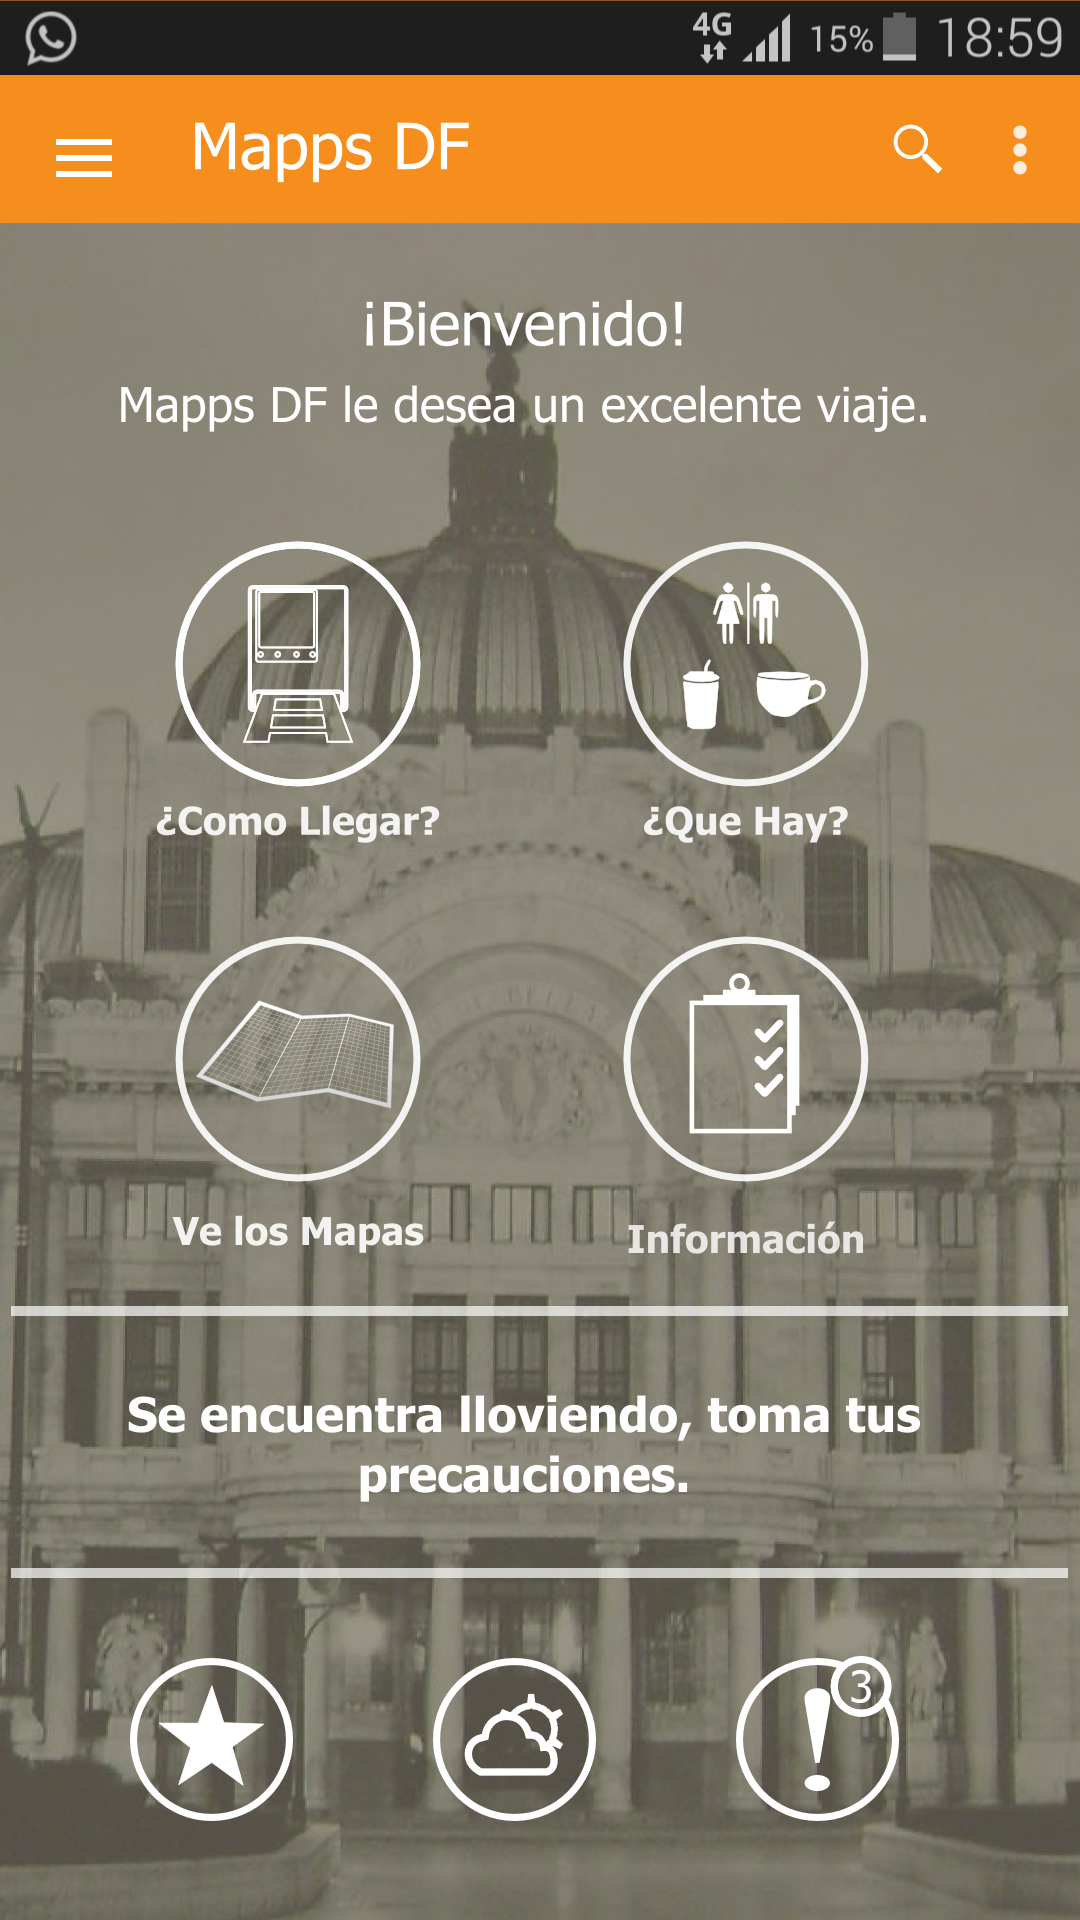 4G 15% 18:59
Mapps DF
¡Bienvenido!
Mapps DF le desea un excelente viaje.
¿Como Llegar? ¿Que Hay?
Ve los Mapas Información
Se encuentra lloviendo, toma tus
precauciones.
3